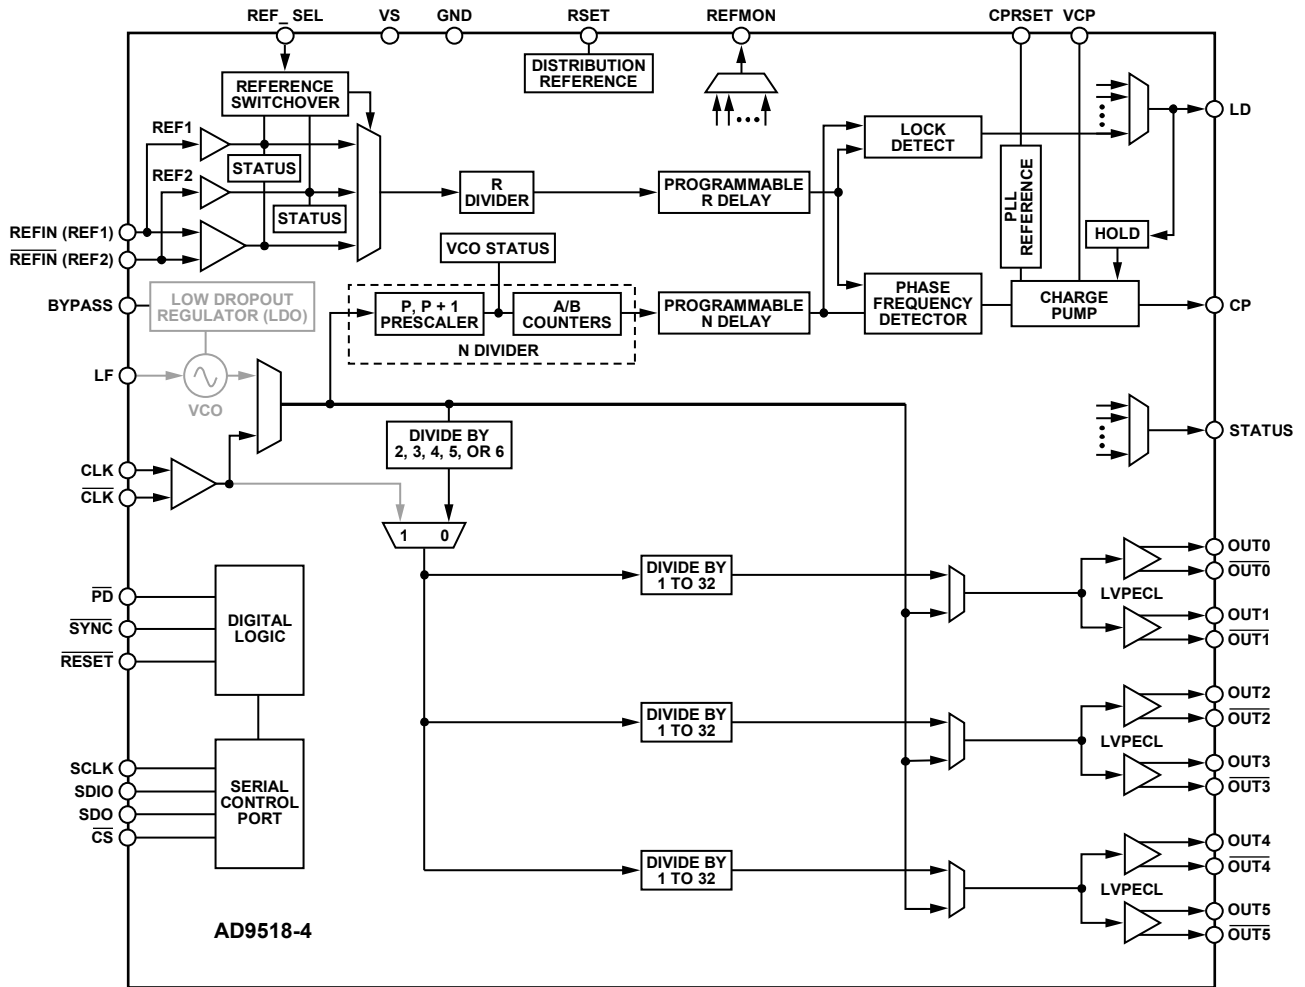 REF_ SEL
VS
GND
RSET
REFMON
CPRSET
VCP
DISTRIBUTION
REFERENCE
REFERENCE
SWITCHOVER
REF1
STATUS
REF2
STATUS
R
DIVIDER
PROGRAMMABLE
R DELAY
LOCK
DETECT
PLL
REFERENCE
HOLD
LD
REFIN (REF1)
REFIN (REF2)
BYPASS
LF
LOW DROPOUT
REGULATOR (LDO)
VCO
VCO STATUS
P, P + 1
PRESCALER
A/B
COUNTERS
N DIVIDER
PROGRAMMABLE
N DELAY
PHASE
FREQUENCY
DETECTOR
CHARGE
PUMP
CP
STATUS
CLK
CLK
DIVIDE BY
2, 3, 4, 5, OR 6
1 0
PD
SYNC
RESET
DIGITAL
LOGIC
SCLK
SDIO
SDO
CS
SERIAL
CONTROL
PORT
DIVIDE BY
1 TO 32
LVPECL
OUT0
OUT0
OUT1
OUT1
DIVIDE BY
1 TO 32
LVPECL
OUT2
OUT2
OUT3
OUT3
DIVIDE BY
1 TO 32
LVPECL
OUT4
OUT4
OUT5
OUT5
AD9518-4